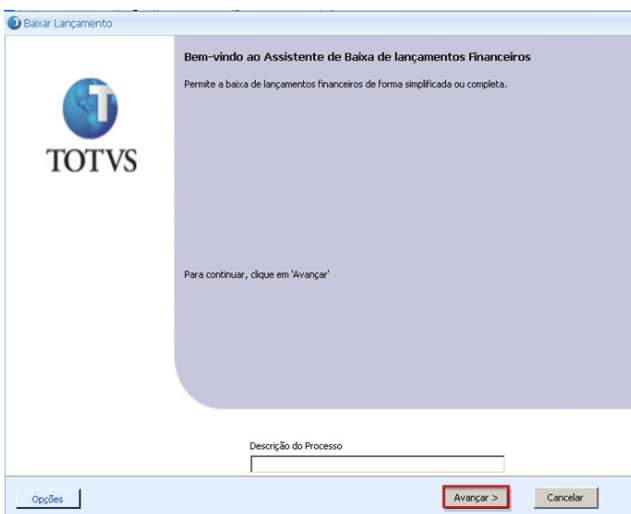 Baixar Lançamento
Bem-vindo ao Assistente de Baixa de lançamentos Financeiros
Permite a baixa de lançamentos financeiros de forma simplificada ou completa.
TOTVS
Para continuar, clique em 'Avançar'
Descrição do Processo
Opções
Avançar >
Cancelar